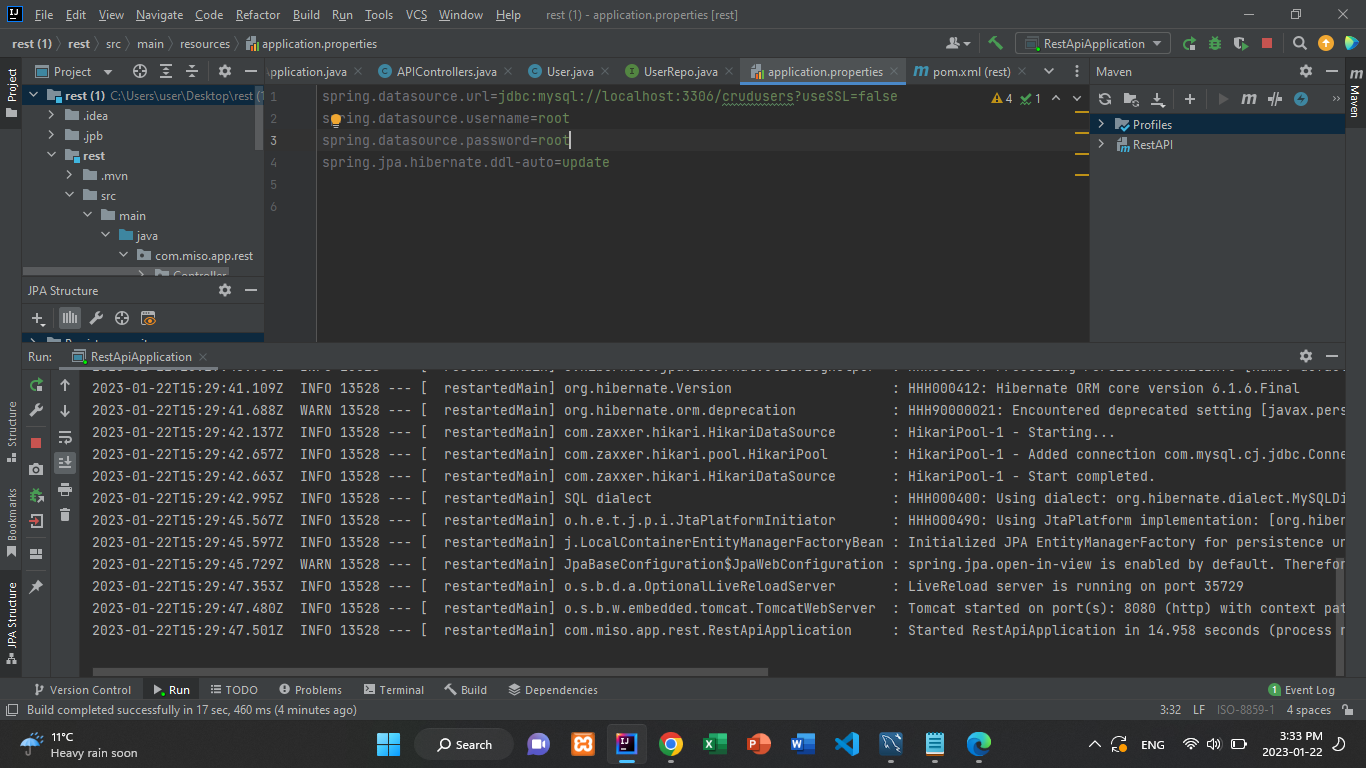 File Edit View Navigate Code Refactor Build Run Tools VCS Window Help rest (1) - application.properties [rest]
rest (1) rest src main resources application.properties RestApiApplication
Project
pplication.java APIControllers.java User.java UserRepo.java application.properties pom.xml (rest)
Maven
rest (1) C:\Users\user\Desktop\rest (1
.idea
.jpb
rest
.mvn
src
main
java
com.miso.app.rest
Controller
1 spring.datasource.url=jdbc:mysql://localhost:3306/crudusers?useSSL=false
2 spring.datasource.username=root
3 spring.datasource.password=root
4 spring.jpa.hibernate.ddl-auto=update
5
6
4 1
Profiles
RestAPI
JPA Structure
Project
Maven
Run: RestApiApplication
2023-01-22T15:29:41.109Z INFO 13528 --- [ restartedMain] org.hibernate.Version : HHH000412: Hibernate ORM core version 6.1.6.Final
2023-01-22T15:29:41.688Z WARN 13528 --- [ restartedMain] org.hibernate.orm.deprecation : HHH90000021: Encountered deprecated setting [javax.pers
2023-01-22T15:29:42.137Z INFO 13528 --- [ restartedMain] com.zaxxer.hikari.HikariDataSource : HikariPool-1 - Starting...
2023-01-22T15:29:42.657Z INFO 13528 --- [ restartedMain] com.zaxxer.hikari.pool.HikariPool : HikariPool-1 - Added connection com.mysql.cj.jdbc.Conne
2023-01-22T15:29:42.663Z INFO 13528 --- [ restartedMain] com.zaxxer.hikari.HikariDataSource : HikariPool-1 - Start completed.
2023-01-22T15:29:42.995Z INFO 13528 --- [ restartedMain] SQL dialect : HHH000400: Using dialect: org.hibernate.dialect.MySQLDi
2023-01-22T15:29:45.567Z INFO 13528 --- [ restartedMain] o.h.e.t.j.p.i.JtaPlatformInitiator : HHH000490: Using JtaPlatform implementation: [org.hiber
2023-01-22T15:29:45.597Z INFO 13528 --- [ restartedMain] j.LocalContainerEntityManagerFactoryBean : Initialized JPA EntityManagerFactory for persistence un
2023-01-22T15:29:45.729Z WARN 13528 --- [ restartedMain] JpaBaseConfiguration$JpaWebConfiguration : spring.jpa.open-in-view is enabled by default. Therefor
2023-01-22T15:29:47.353Z INFO 13528 --- [ restartedMain] o.s.b.d.a.OptionalLiveReloadServer : LiveReload server is running on port 35729
2023-01-22T15:29:47.480Z INFO 13528 --- [ restartedMain] o.s.b.w.embedded.tomcat.TomcatWebServer : Tomcat started on port(s): 8080 (http) with context pat
2023-01-22T15:29:47.501Z INFO 13528 --- [ restartedMain] com.miso.app.rest.RestApiApplication : Started RestApiApplication in 14.958 seconds (process r
Structure
Bookmarks
JPA Structure
Version Control Run TODO Problems Terminal Build Dependencies 1 Event Log
Build completed successfully in 17 sec, 460 ms (4 minutes ago) 3:32 LF ISO-8859-1 4 spaces
11°C
Heavy rain soon
Search
ENG
3:33 PM
2023-01-22